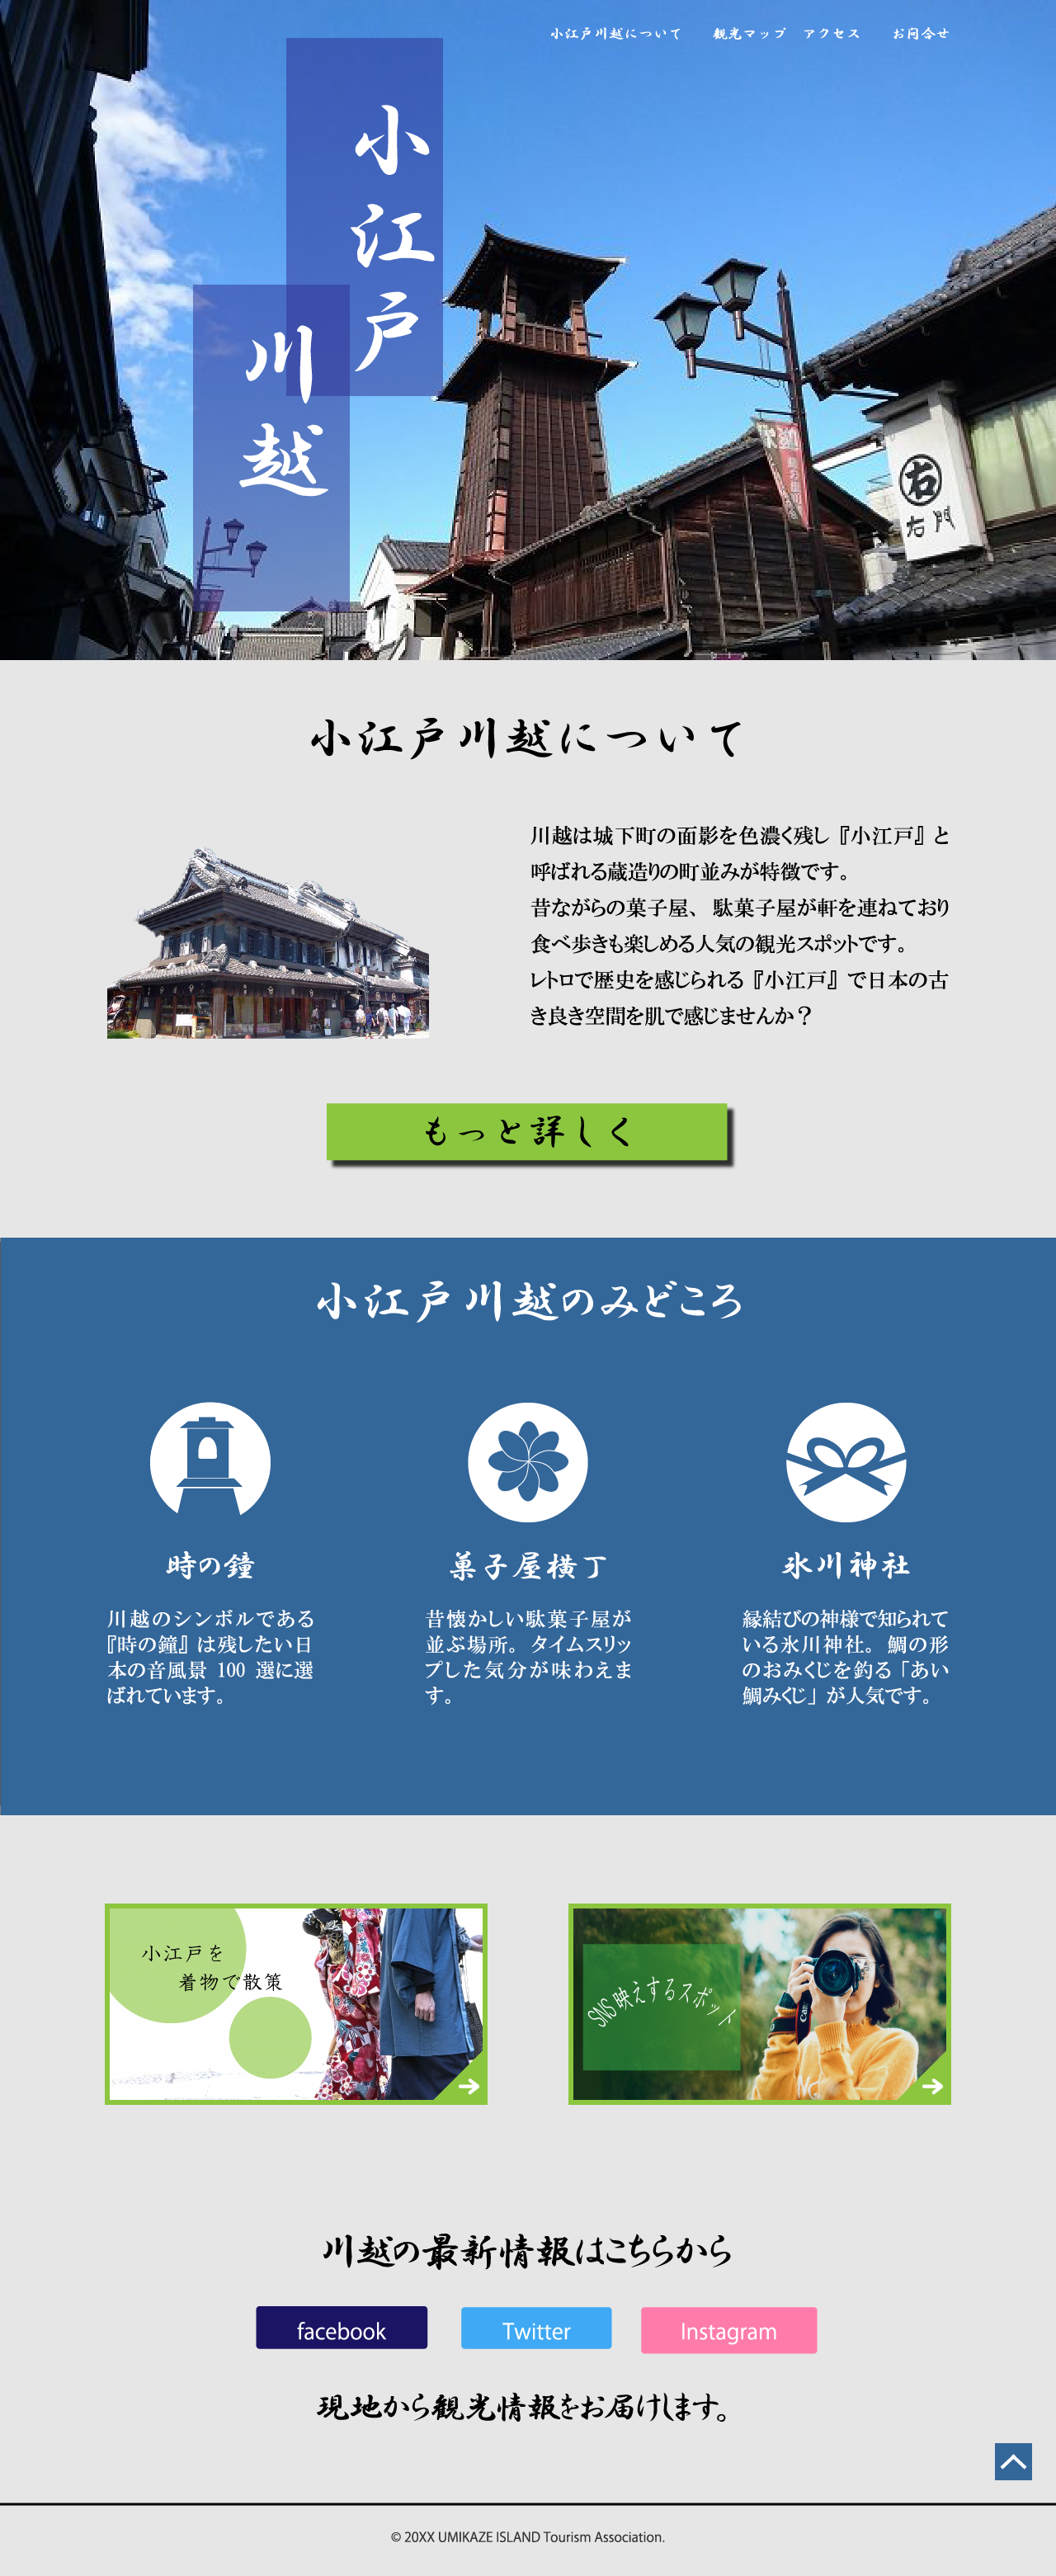 小江戸川越について 観光マップ アクセス お問合せ
小江戸
川越
右
右門
小江戸川越について
川越は城下町の面影を色濃く残し『小江戸』と
呼ばれる蔵造りの町並みが特徴です。
昔ながらの菓子屋、駄菓子屋が軒を連ねており
食べ歩きも楽しめる人気の観光スポットです。
レトロで歴史を感じられる『小江戸』で日本の古
き良き空間を肌で感じませんか？
もっと詳しく
小江戸川越のみどころ
時の鐘
川越のシンボルである
『時の鐘』は残したい日
本の音風景 100 選に選
ばれています。
菓子屋横丁
昔懐かしい駄菓子屋が
並ぶ場所。タイムスリッ
プした気分が味わえま
す。
氷川神社
縁結びの神様で知られて
いる氷川神社。鯛の形
のおみくじを釣る「あい
鯛みくじ」が人気です。
小江戸を
着物で散策
SNS映えするスポット
Canon
川越の最新情報はこちらから
facebook Twitter Instagram
現地から観光情報をお届けします。
© 20XX UMIKAZE ISLAND Tourism Association.